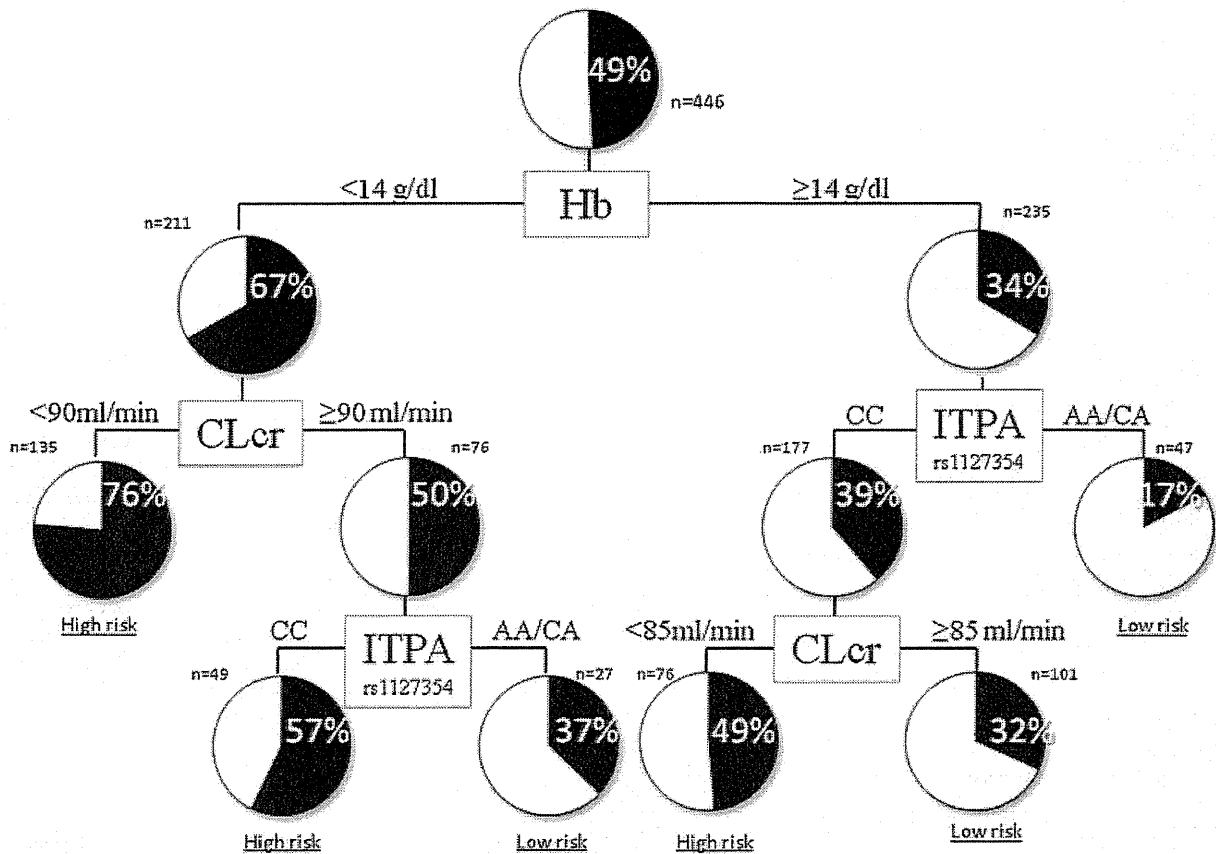 49%
n=446
<14 g/dl
Hb
≥14 g/dl
n=211
n=235
67%
34%
<90ml/min
CLcr
≥90 ml/min
CC
ITPA
rs1127354
AA/CA
n=135
n=76
n=177
n=47
76%
50%
39%
17%
High risk
Low risk
CC
ITPA
rs1127354
AA/CA
<85ml/min
CLcr
≥85 ml/min
n=49
n=27
n=76
n=101
57%
37%
49%
32%
High risk
Low risk
High risk
Low risk